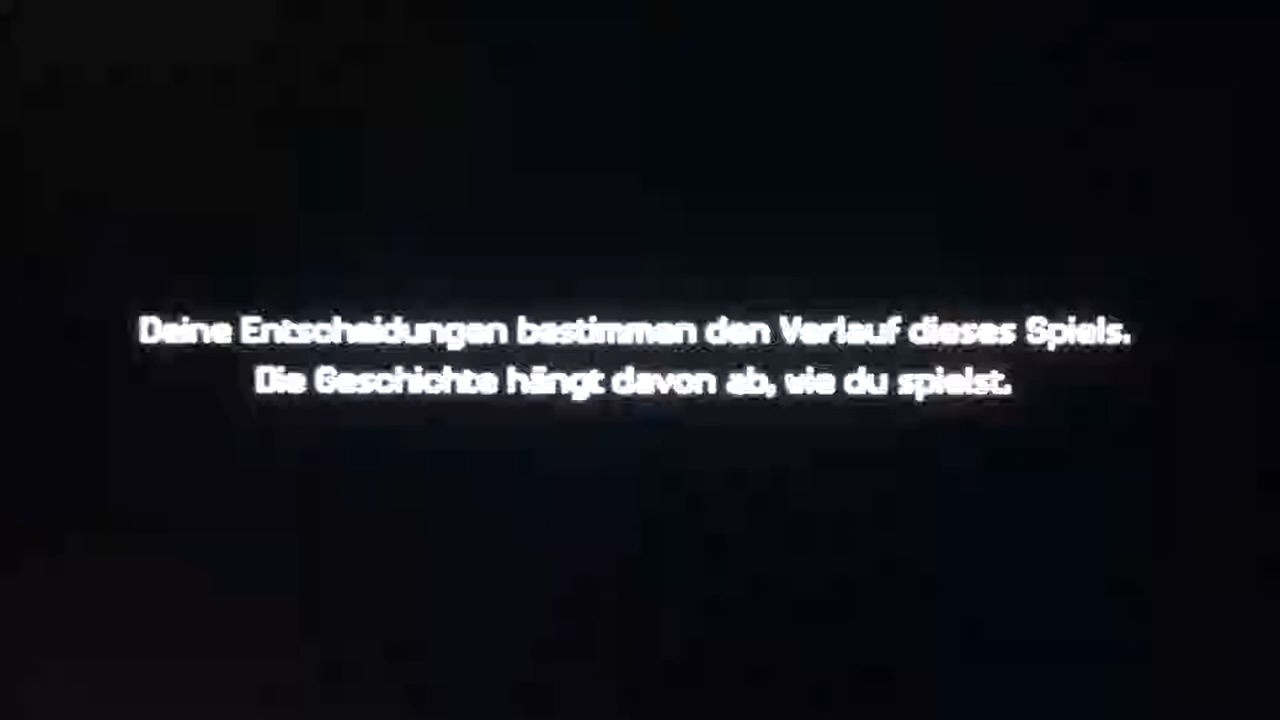 Deine Entscheidungen bestimmen den Verlauf dieses Spiels.
Die Geschichte hängt davon ab, wie du spielst.